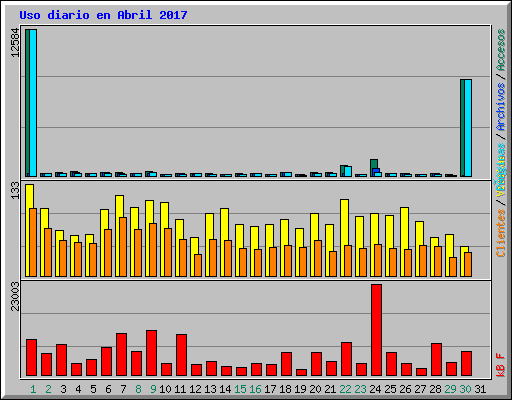 Uso diario en Abril 2017
12584
133
23003
Accesos
/ Archivos /
Clientes /
kB F
1 2 3 4 5 6 7 8 9 10 11 12 13 14 15 16 17 18 19 20 21 22 23 24 25 26 27 28 29 30 31